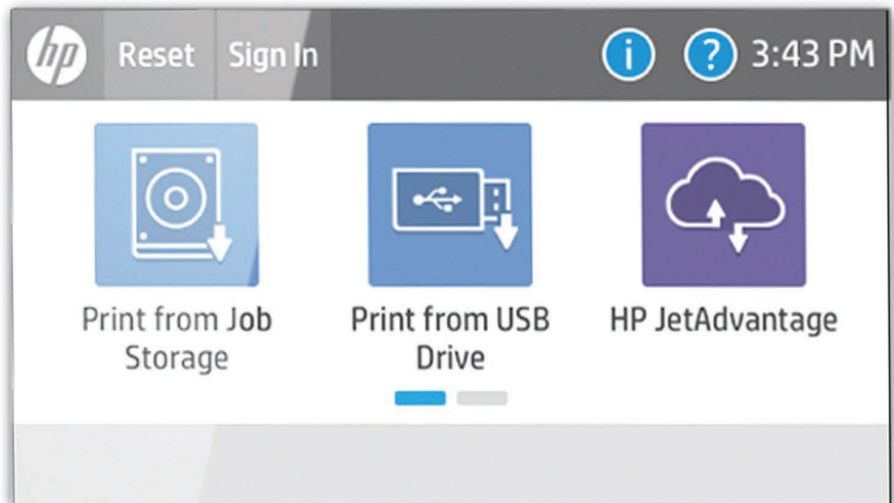 hp
Reset
Sign In
i
?
3:43 PM
Print from Job
Storage
Print from USB
Drive
HP JetAdvantage